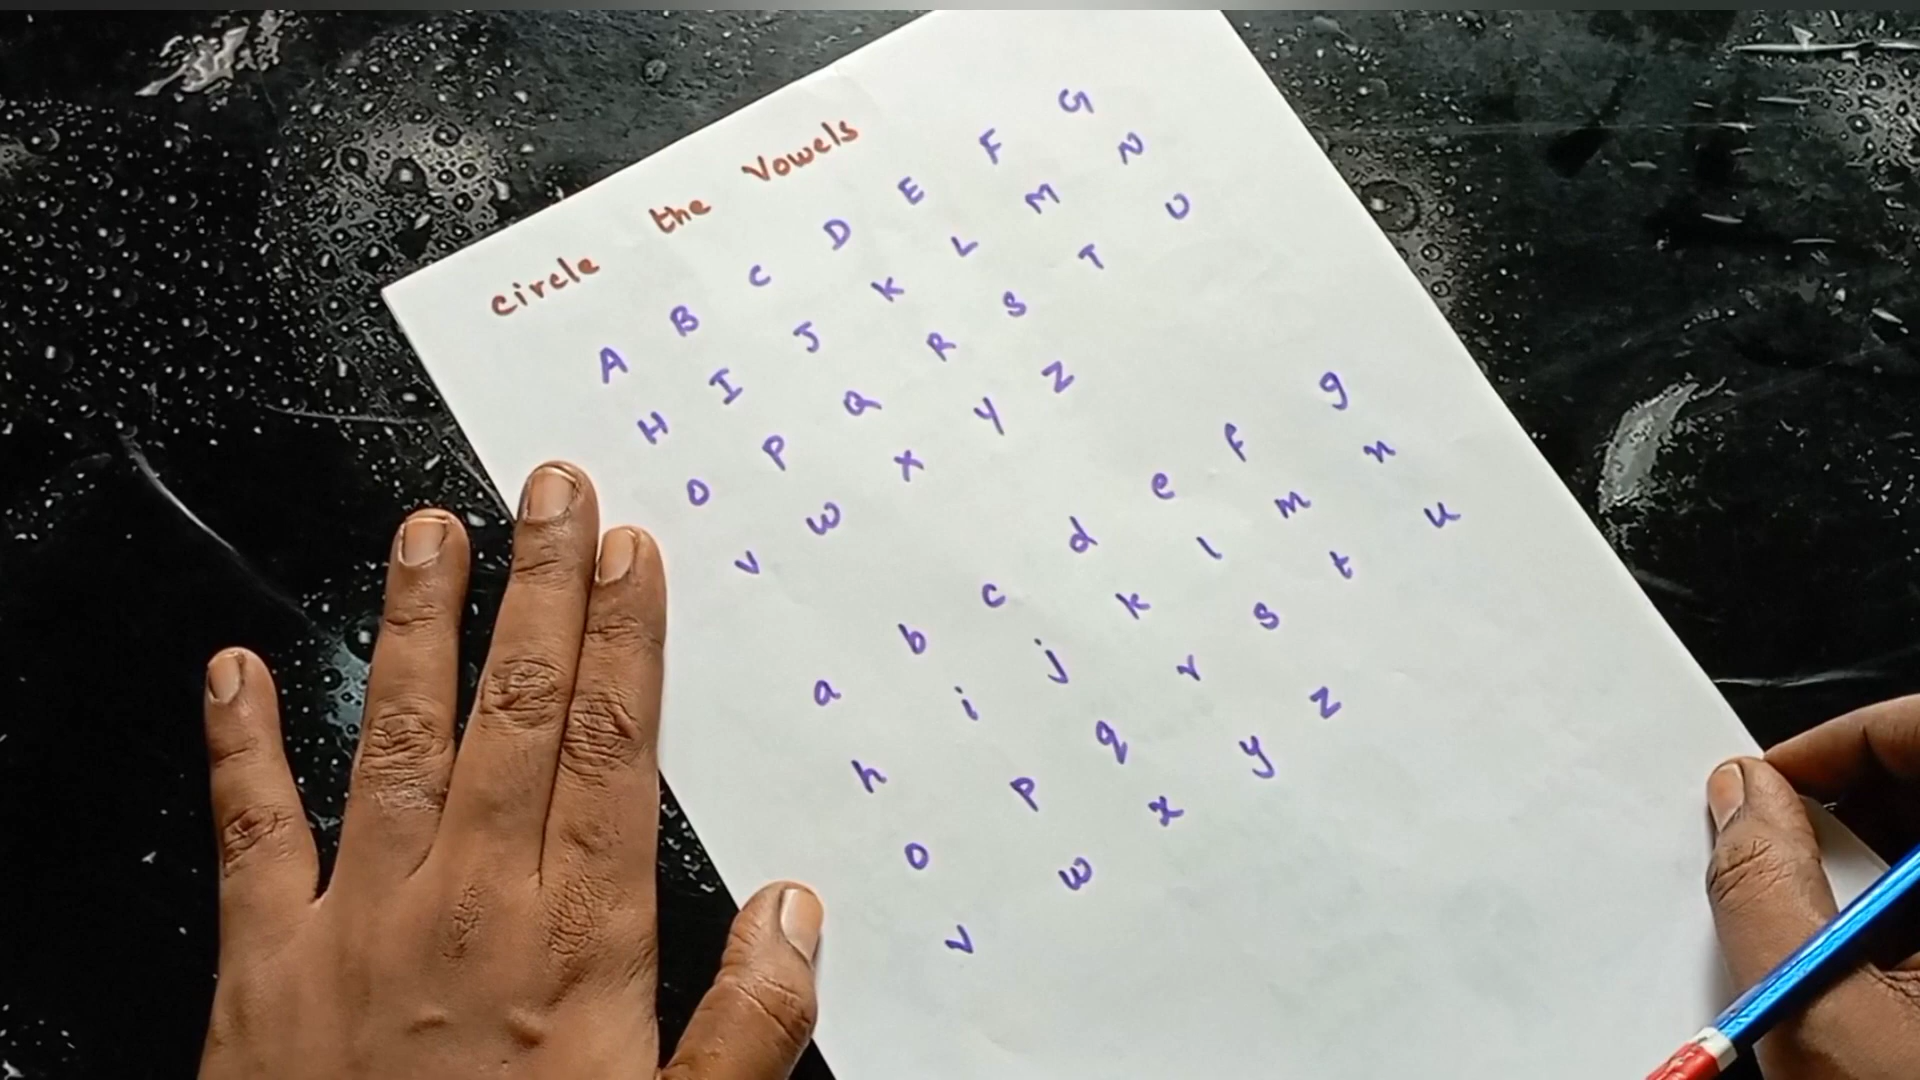 circle the Vowels
A B C D E F G
H I J K L M N
O P Q R S T U
V W X Y Z
a b c d e f g
h i j k l m n
o p q r s t u
v w x y z